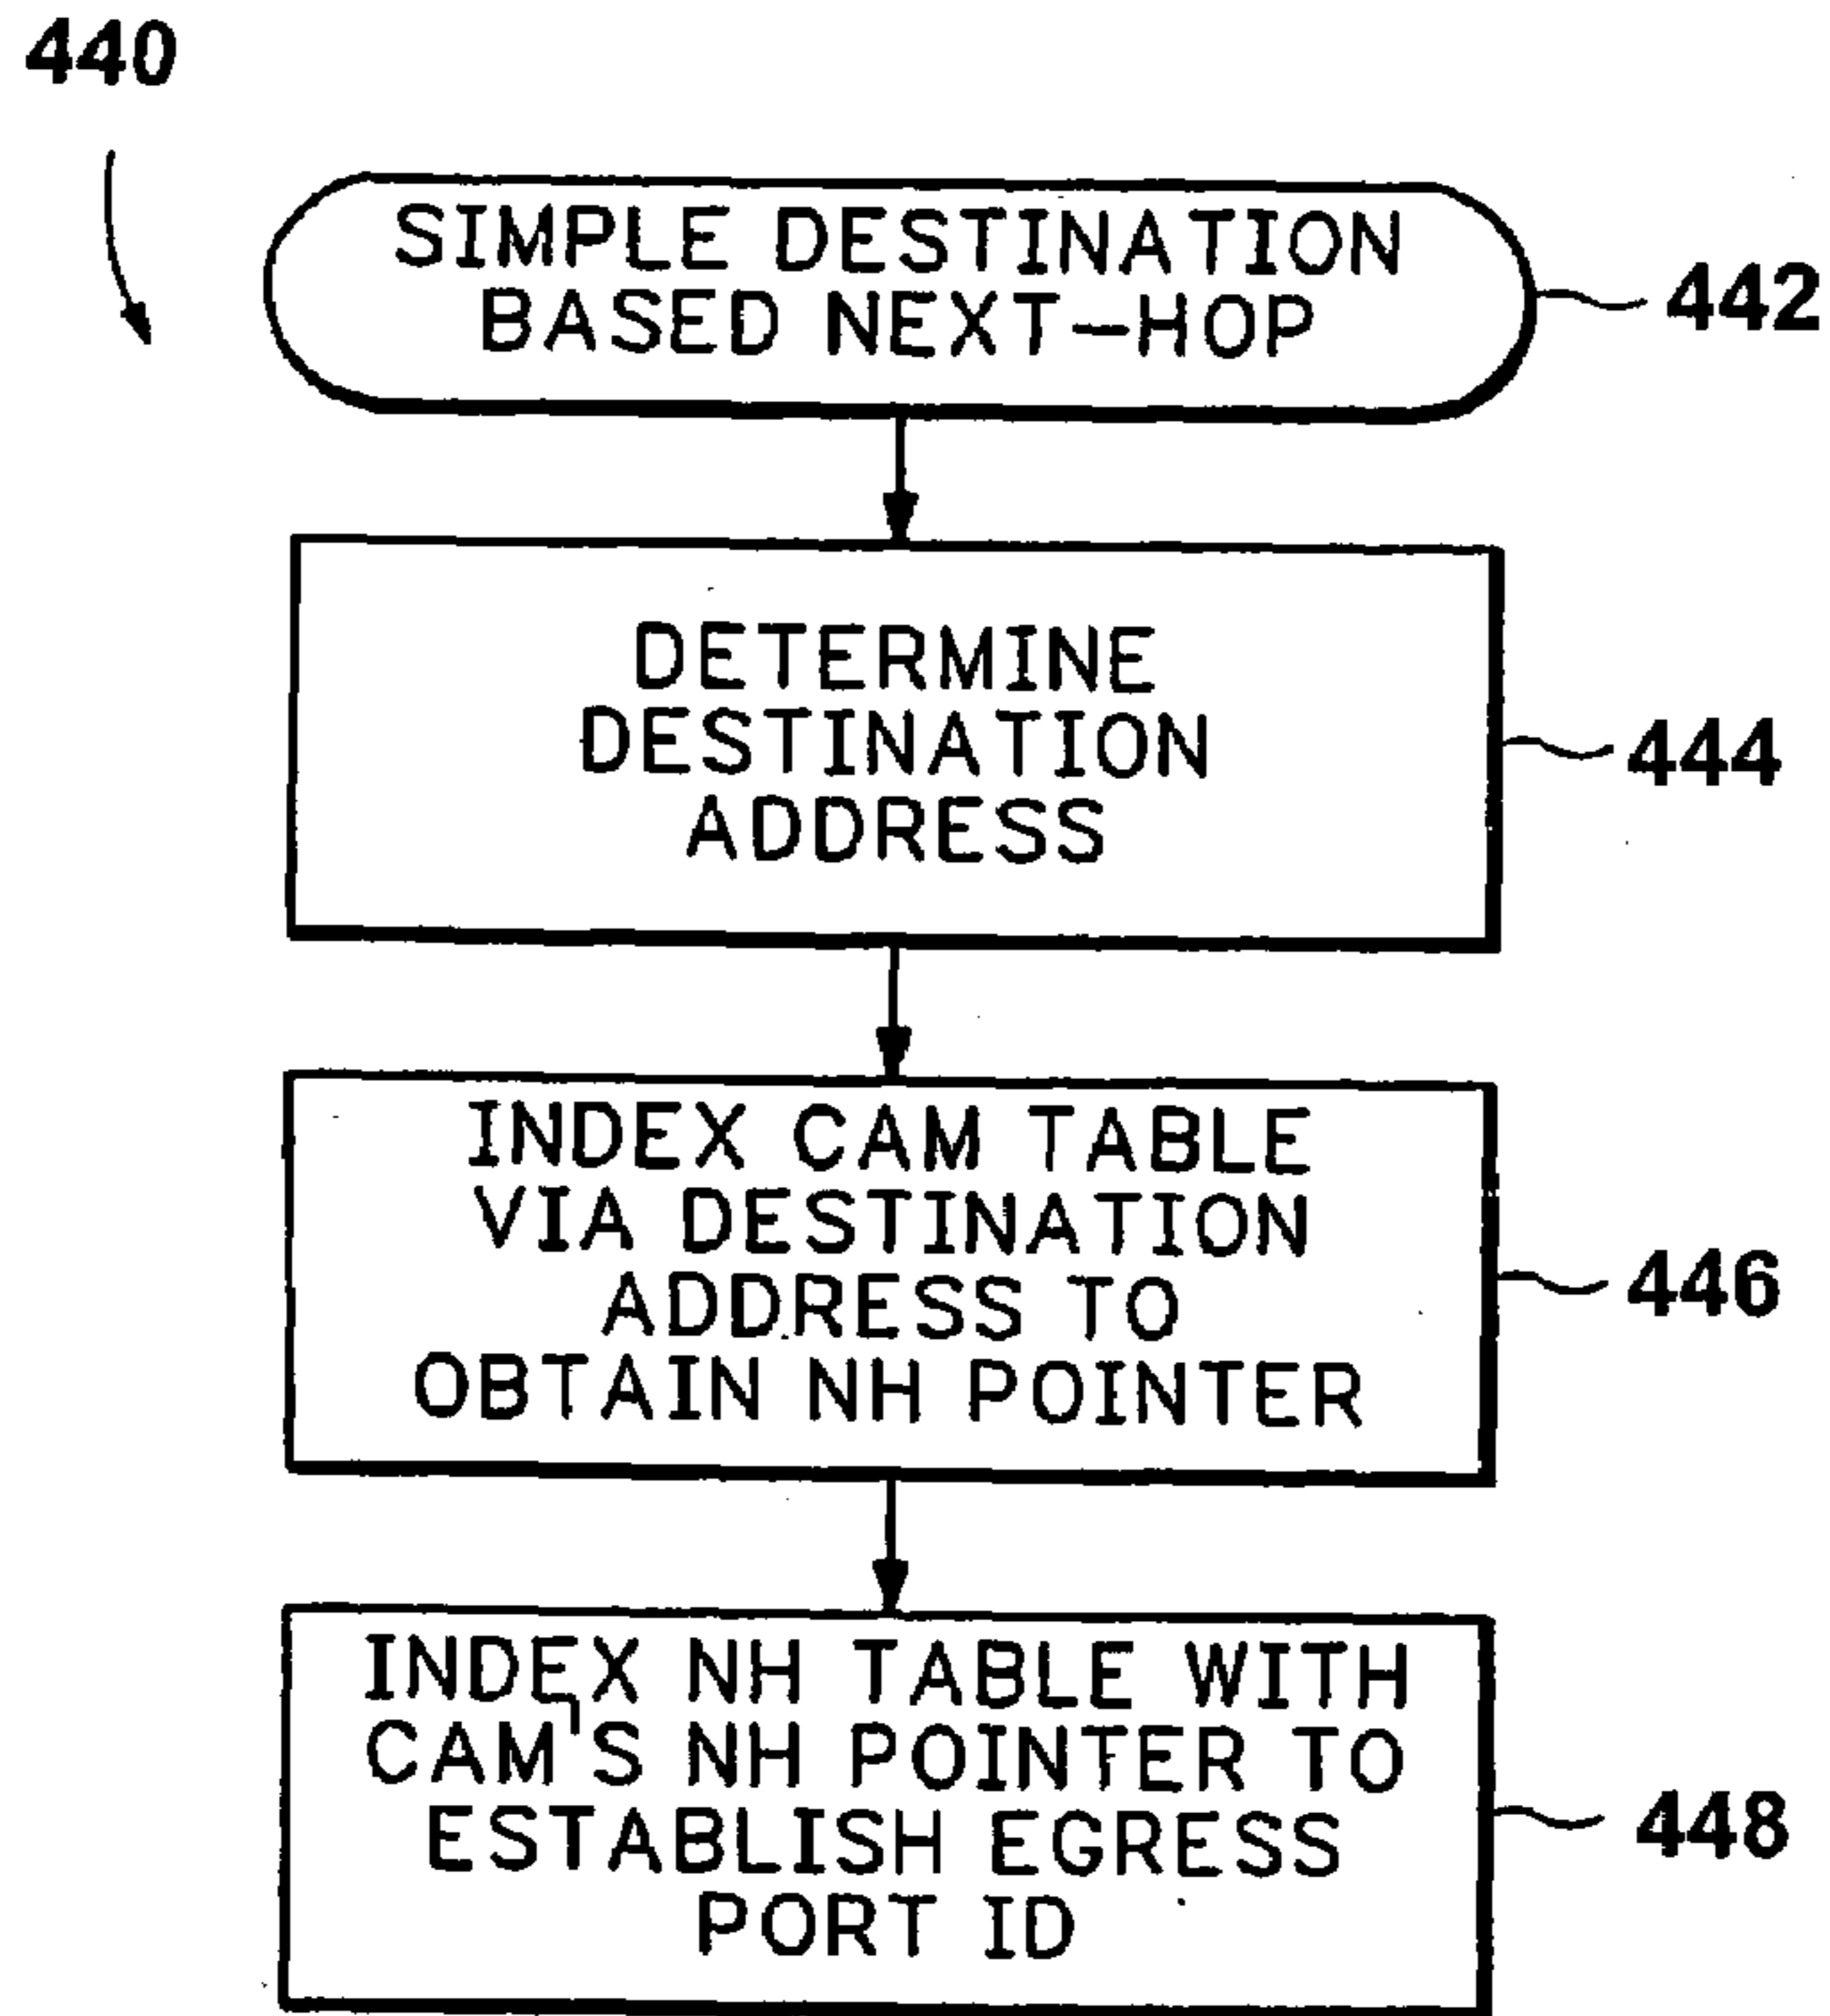 440
SIMPLE DESTINATION
BASED NEXT-HOP
442
DETERMINE
DESTINATION
ADDRESS
444
INDEX CAM TABLE
VIA DESTINATION
ADDRESS TO
OBTAIN NH POINTER
446
INDEX NH TABLE WITH
CAM'S NH POINTER TO
ESTABLISH EGRESS
PORT ID
448